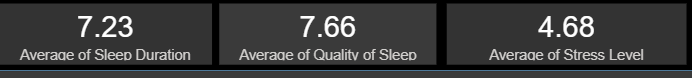 7.23
Average of Sleep Duration
7.66
Average of Quality of Sleep
4.68
Average of Stress Level